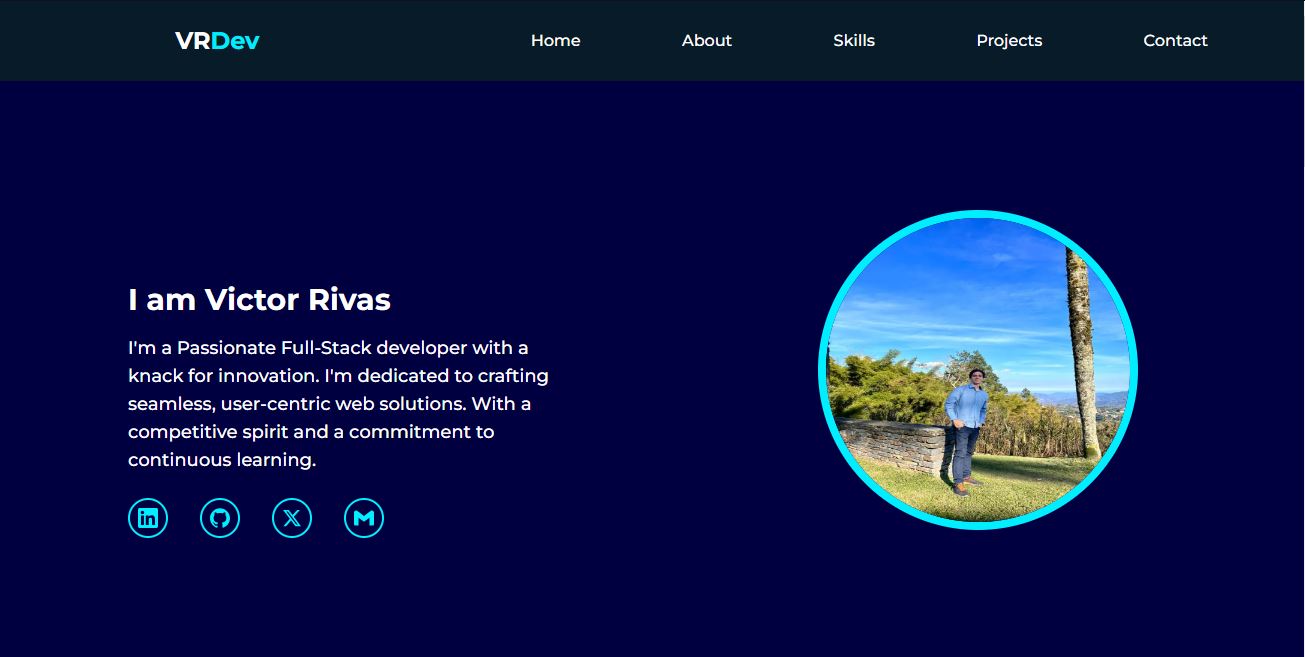 VRDev
Home
About
Skills
Projects
Contact
I am Victor Rivas
I'm a Passionate Full-Stack developer with a
knack for innovation. I'm dedicated to crafting
seamless, user-centric web solutions. With a
competitive spirit and a commitment to
continuous learning.